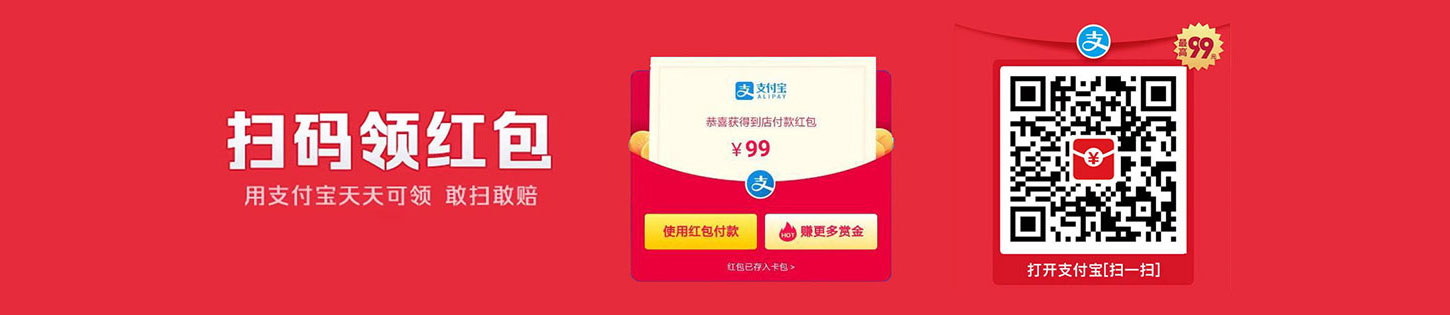 扫码领红包
用支付宝天天可领 敢扫敢赔
支付宝
ALIPAY
恭喜获得到店付款红包
¥99
支
使用红包付款
HOT 赚更多赏金
红包已存入卡包 >
支
最高99元
¥
打开支付宝[扫一扫]